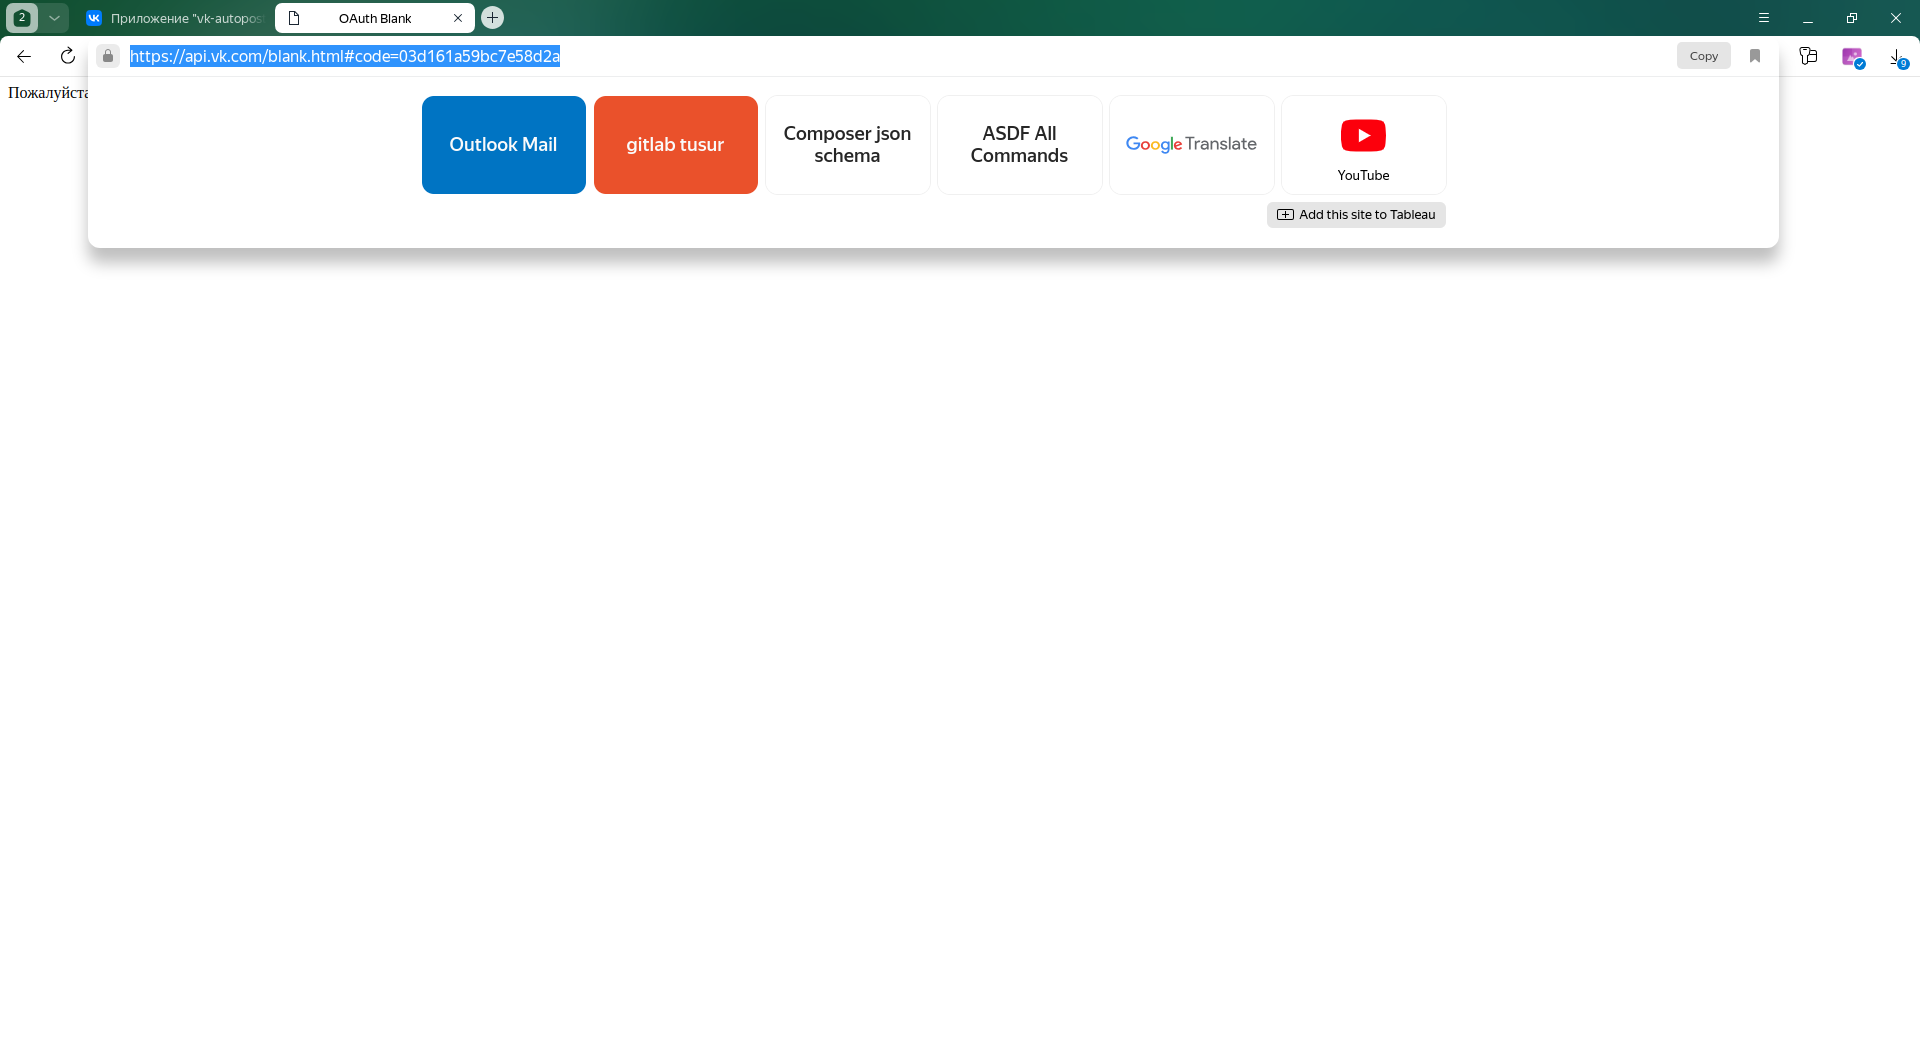 2
Приложение "vk-autopos
OAuth Blank
https://api.vk.com/blank.html#code=03d161a59bc7e58d2a
Copy
9
Пожалуйста
Outlook Mail
gitlab tusur
Composer json
schema
ASDF All
Commands
Google Translate
YouTube
Add this site to Tableau